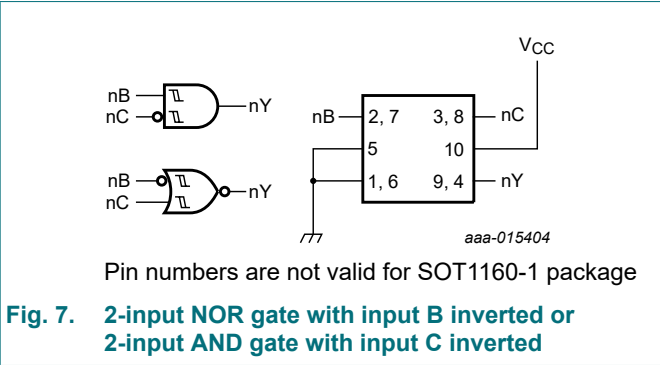 VCC
nB
nC
nY
nB
2, 7
3, 8
nC
5
10
nB
nC
nY
1, 6
9, 4
nY
aaa-015404
Pin numbers are not valid for SOT1160-1 package
Fig. 7. 2-input NOR gate with input B inverted or
2-input AND gate with input C inverted